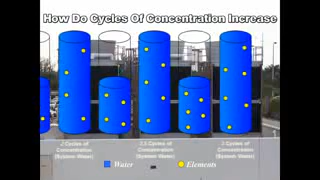 How Do Cycles Of Concentration Increase
2 Cycles of
Concentration
(System Water)
2.5 Cycles of
Concentration
(System Water)
3 Cycles of
Concentration
(System Water)
Water
Elements